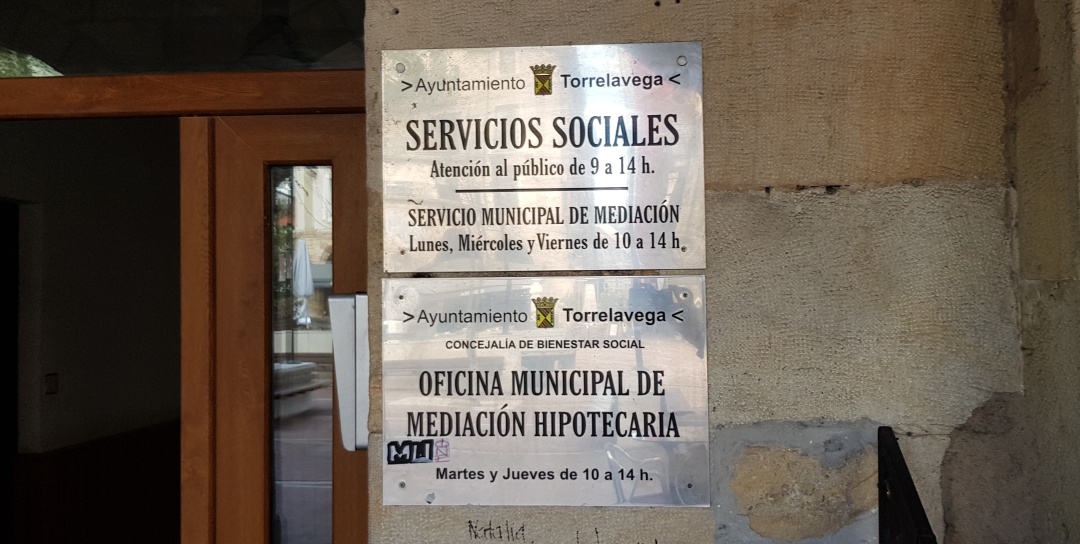 >Ayuntamiento Torrelavega<
SERVICIOS SOCIALES
Atención al público de 9 a 14 h.
SERVICIO MUNICIPAL DE MEDIACIÓN
Lunes, Miércoles y Viernes de 10 a 14 h.
>Ayuntamiento Torrelavega<
CONCEJALÍA DE BIENESTAR SOCIAL
OFICINA MUNICIPAL DE
MEDIACIÓN HIPOTECARIA
Martes y Jueves de 10 a 14 h.